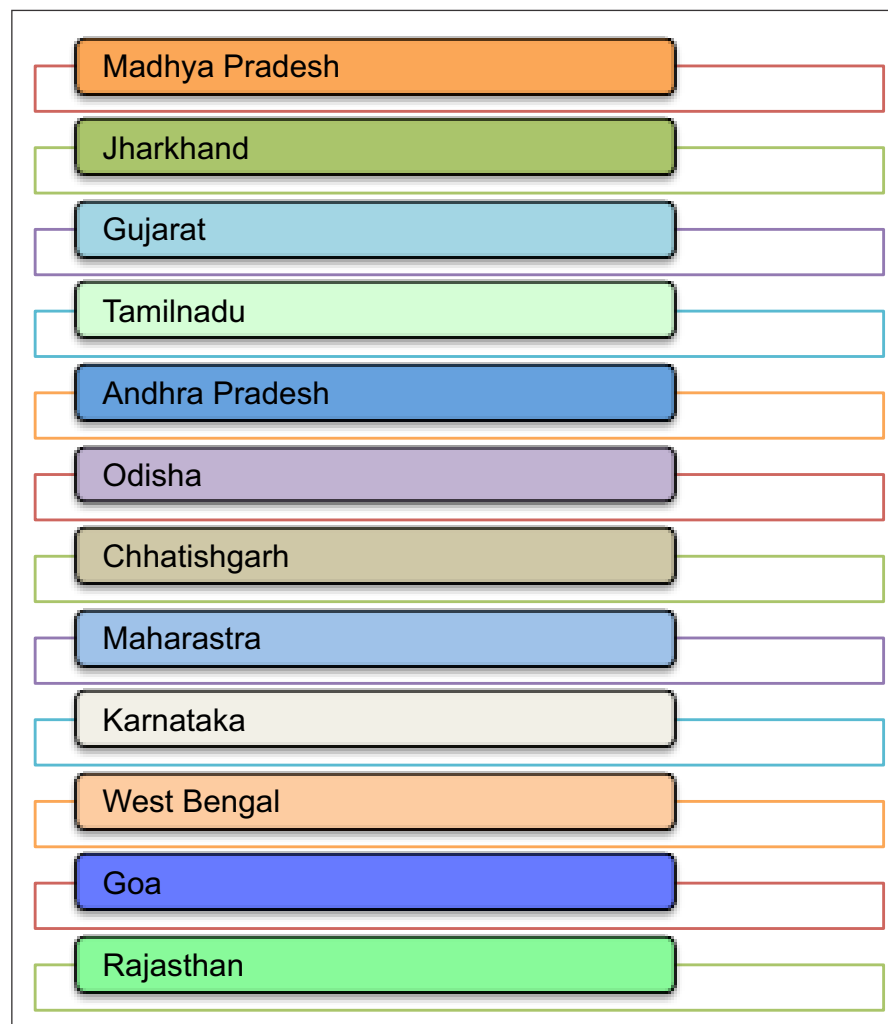 Madhya Pradesh
Jharkhand
Gujarat
Tamilnadu
Andhra Pradesh
Odisha
Chhatishgarh
Maharastra
Karnataka
West Bengal
Goa
Rajasthan